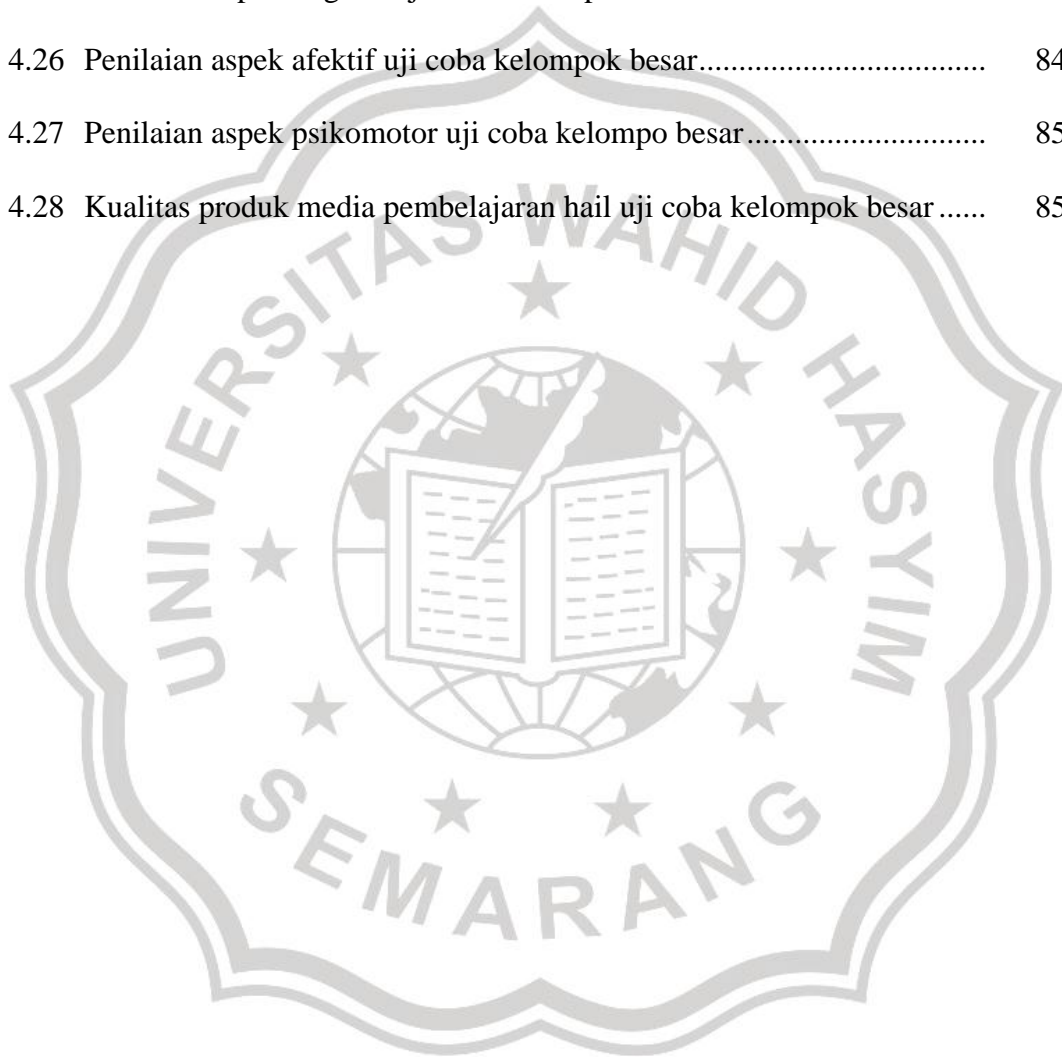 4.26 Penilaian aspek afektif uji coba kelompok besar.................................. 84
4.27 Penilaian aspek psikomotor uji coba kelompo besar........................... 85
4.28 Kualitas produk media pembelajaran hail uji coba kelompok besar...... 85
UNIVERSITAS WAHID HASYIM
SEMARANG